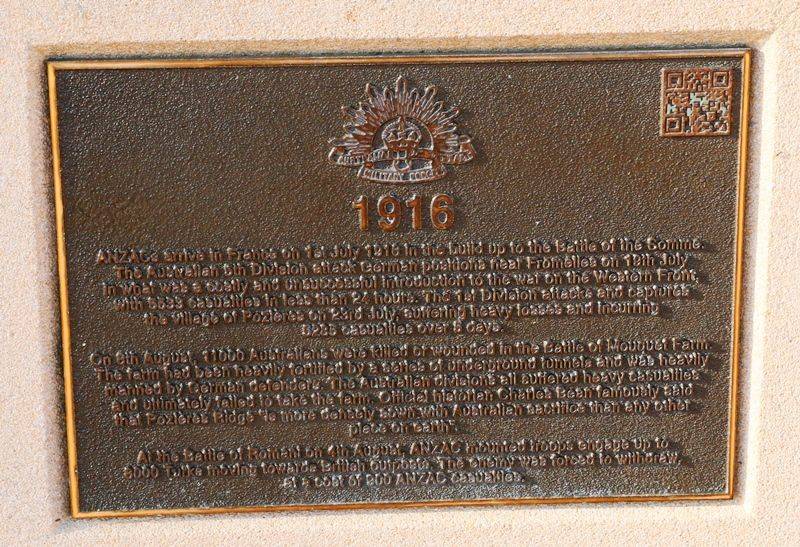 AUSTRALIAN
MILITARY FORCES
1916
ANZACs arrive in France on 1st July 1916 in the build up to the Battle of the Somme.
The Australian 5th Division attack German positions near Fromelles on 19th July
in what was a costly and unsuccessful introduction to the war on the Western Front,
with 5533 casualties in less than 24 hours. The 1st Division attacks and captures
the village of Pozieres on 23rd July, suffering heavy losses and incurring
casualties over 5 days.
On 8th August, 11000 Australians were killed or wounded in the Battle of Mouquet Farm.
The farm had been heavily fortified by a series of underground tunnels and was heavily
manned by German defenders. The Australian divisions all suffered heavy casualties
and ultimately failed to take the farm. Official historian Charles Bean famously said
that Pozieres Ridge "is more densely sown with Australian sacrifice than any other
place on earth".
At the Battle of Romani on 4th August, ANZAC mounted troops engage up to
8000 Turks moving towards British outposts. The enemy was forced to withdraw,
at a cost of 900 ANZAC casualties.